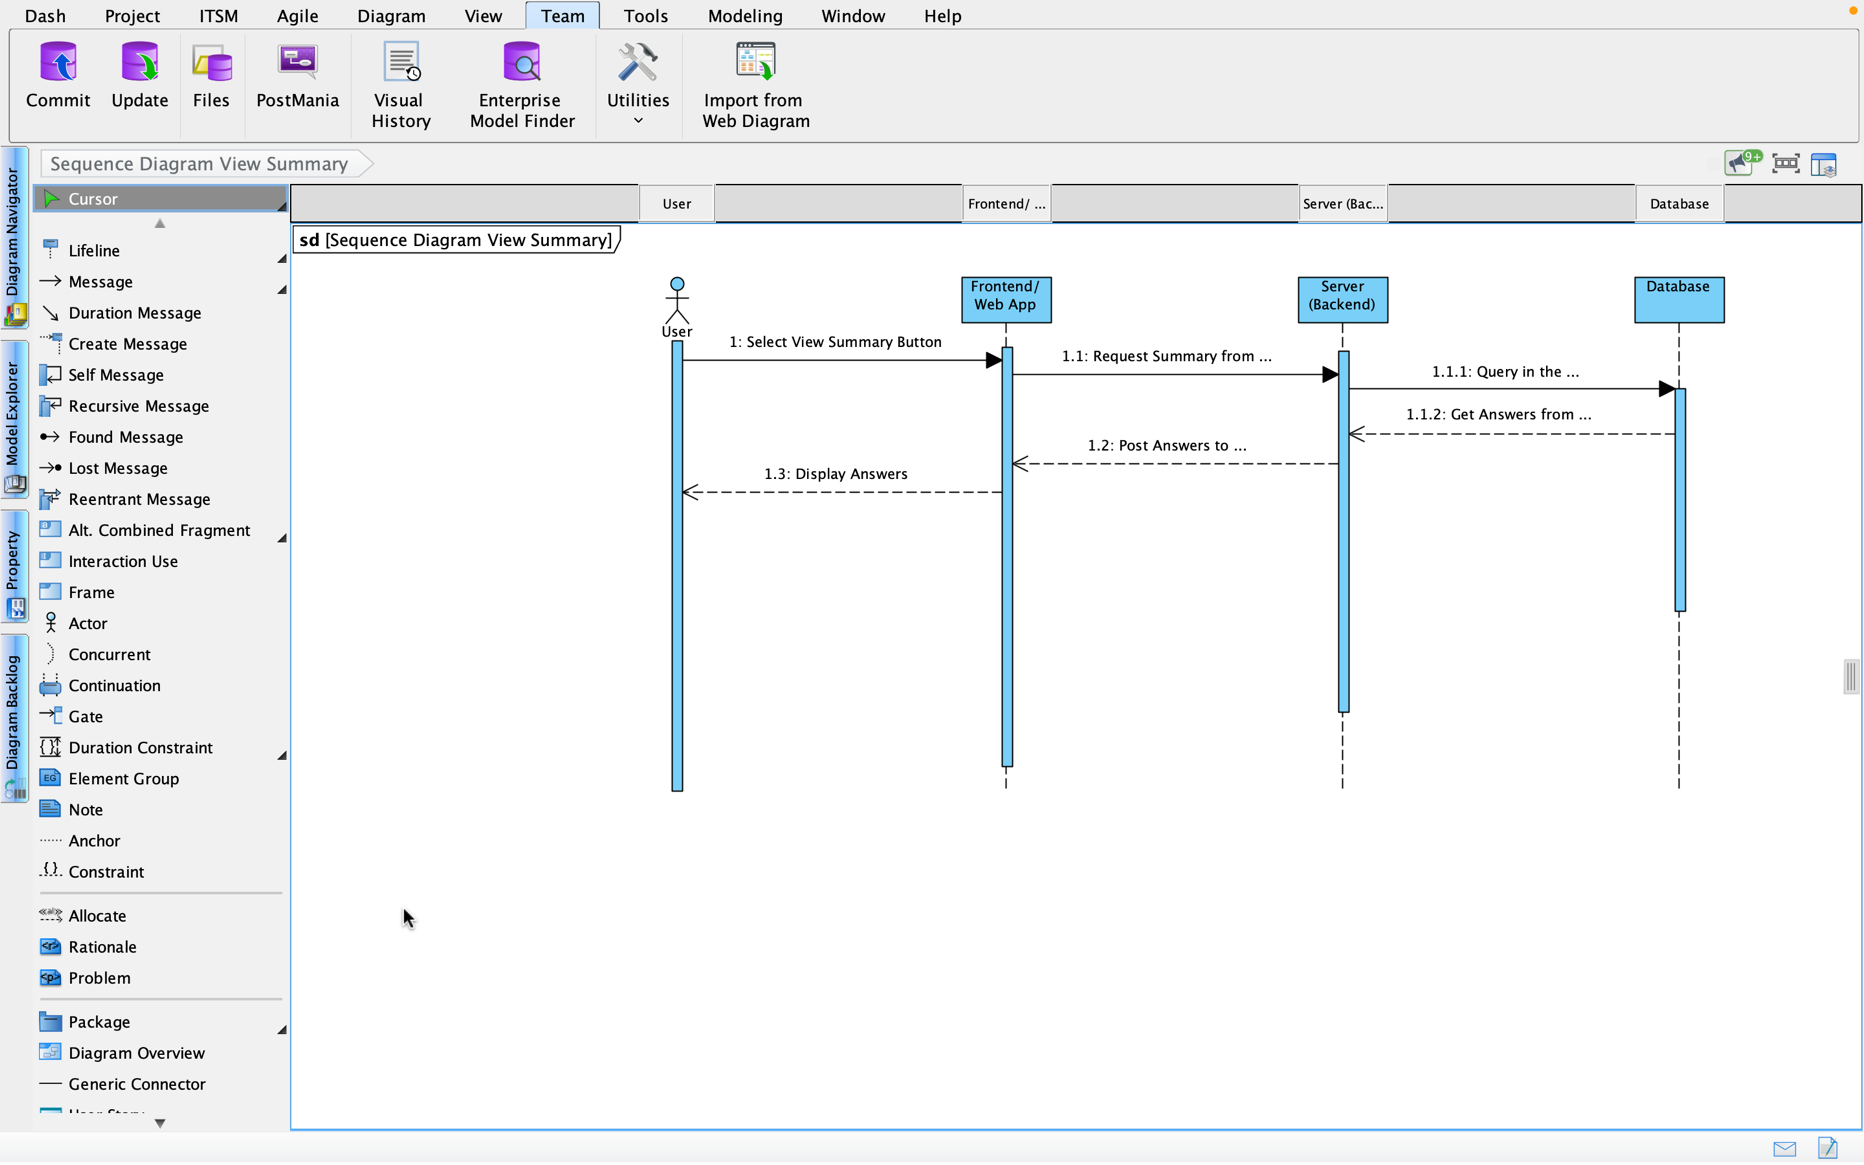 Dash Project ITSM Agile Diagram View Team Tools Modeling Window Help
Commit Update Files PostMania Visual History Enterprise Model Finder Utilities Import from Web Diagram
Sequence Diagram View Summary
9+
Diagram Navigator
Model Explorer
Property
Diagram Backlog
Cursor
Lifeline
Message
Duration Message
Create Message
Self Message
Recursive Message
Found Message
Lost Message
Reentrant Message
Alt. Combined Fragment
Interaction Use
Frame
Actor
Concurrent
Continuation
Gate
Duration Constraint
EG Element Group
Note
Anchor
Constraint
Allocate
Rationale
Problem
Package
Diagram Overview
Generic Connector
User Frontend/ ... Server (Bac... Database
sd [Sequence Diagram View Summary]
User
Frontend/
Web App
Server
(Backend)
Database
1: Select View Summary Button
1.1: Request Summary from ...
1.1.1: Query in the ...
1.1.2: Get Answers from ...
1.2: Post Answers to ...
1.3: Display Answers